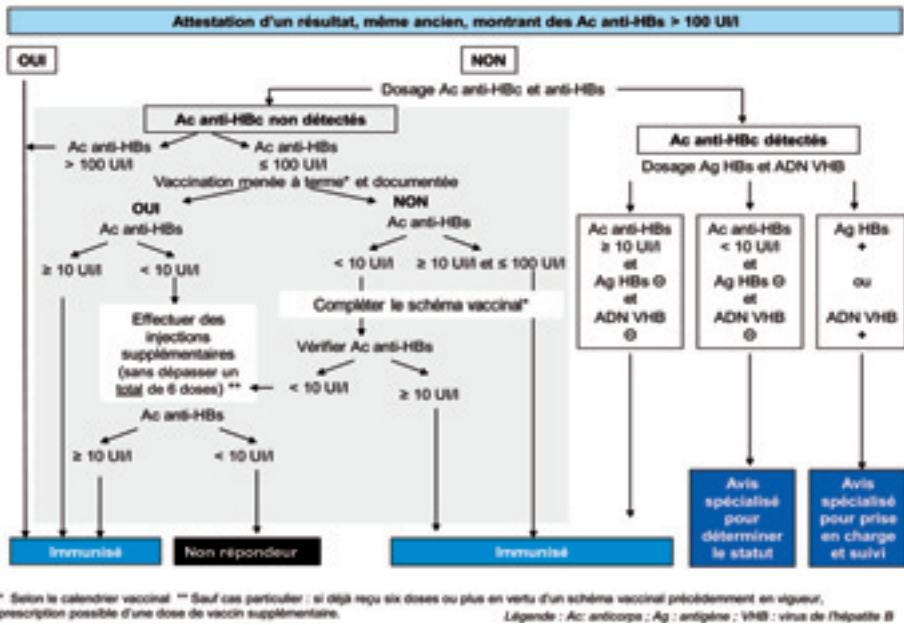 Attestation d'un résultat, même ancien, montrant des Ac anti-HBs > 100 UI/l
OUI
NON
Dosage Ac anti-HBc et anti-HBs
Ac anti-HBc non détectés
Ac anti-HBs
> 100 UI/l
Ac anti-HBs
≤ 100 UI/l
Vaccination menée à terme* et documentée
OUI
Ac anti-HBs
≥ 10 UI/l
< 10 UI/l
Effectuer des
injections
supplémentaires
(sans dépasser un
total de 6 doses) **
Ac anti-HBs
≥ 10 UI/l
< 10 UI/l
NON
Ac anti-HBs
< 10 UI/l
≥ 10 UI/l et ≤ 100 UI/l
Compléter le schéma vaccinal*
Vérifier Ac anti-HBs
< 10 UI/l
≥ 10 UI/l
Ac anti-HBc détectés
Dosage Ag HBs et ADN VHB
Ac anti-HBs
≥ 10 UI/l
et
Ag HBs ⊖
et
ADN VHB
⊖
Ac anti-HBs
< 10 UI/l
et
Ag HBs ⊖
et
ADN VHB
⊖
Ag HBs
+
ou
ADN VHB
+
Immunisé
Non répondeur
Immunisé
Avis
spécialisé
pour
déterminer
le statut
Avis
spécialisé
pour prise
en charge
et suivi
* Selon le calendrier vaccinal ** Sauf cas particulier : si déjà reçu six doses ou plus en vertu d'un schéma vaccinal précédemment en vigueur,
prescription possible d'une dose de vaccin supplémentaire.
Légende : Ac: anticorps ; Ag : antigène ; VHB : virus de l'hépatite B